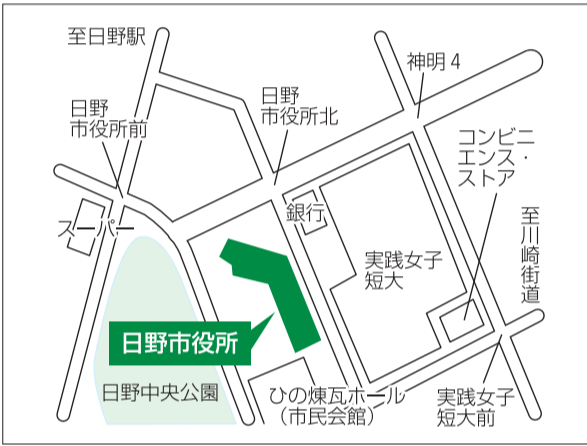 至日野駅
神明4
日野
市役所前
日野
市役所北
コンビニ
エンス・
ストア
スーパー
銀行
至川崎街道
実践女子
短大
日野市役所
日野中央公園
ひの煉瓦ホール
（市民会館）
実践女子
短大前